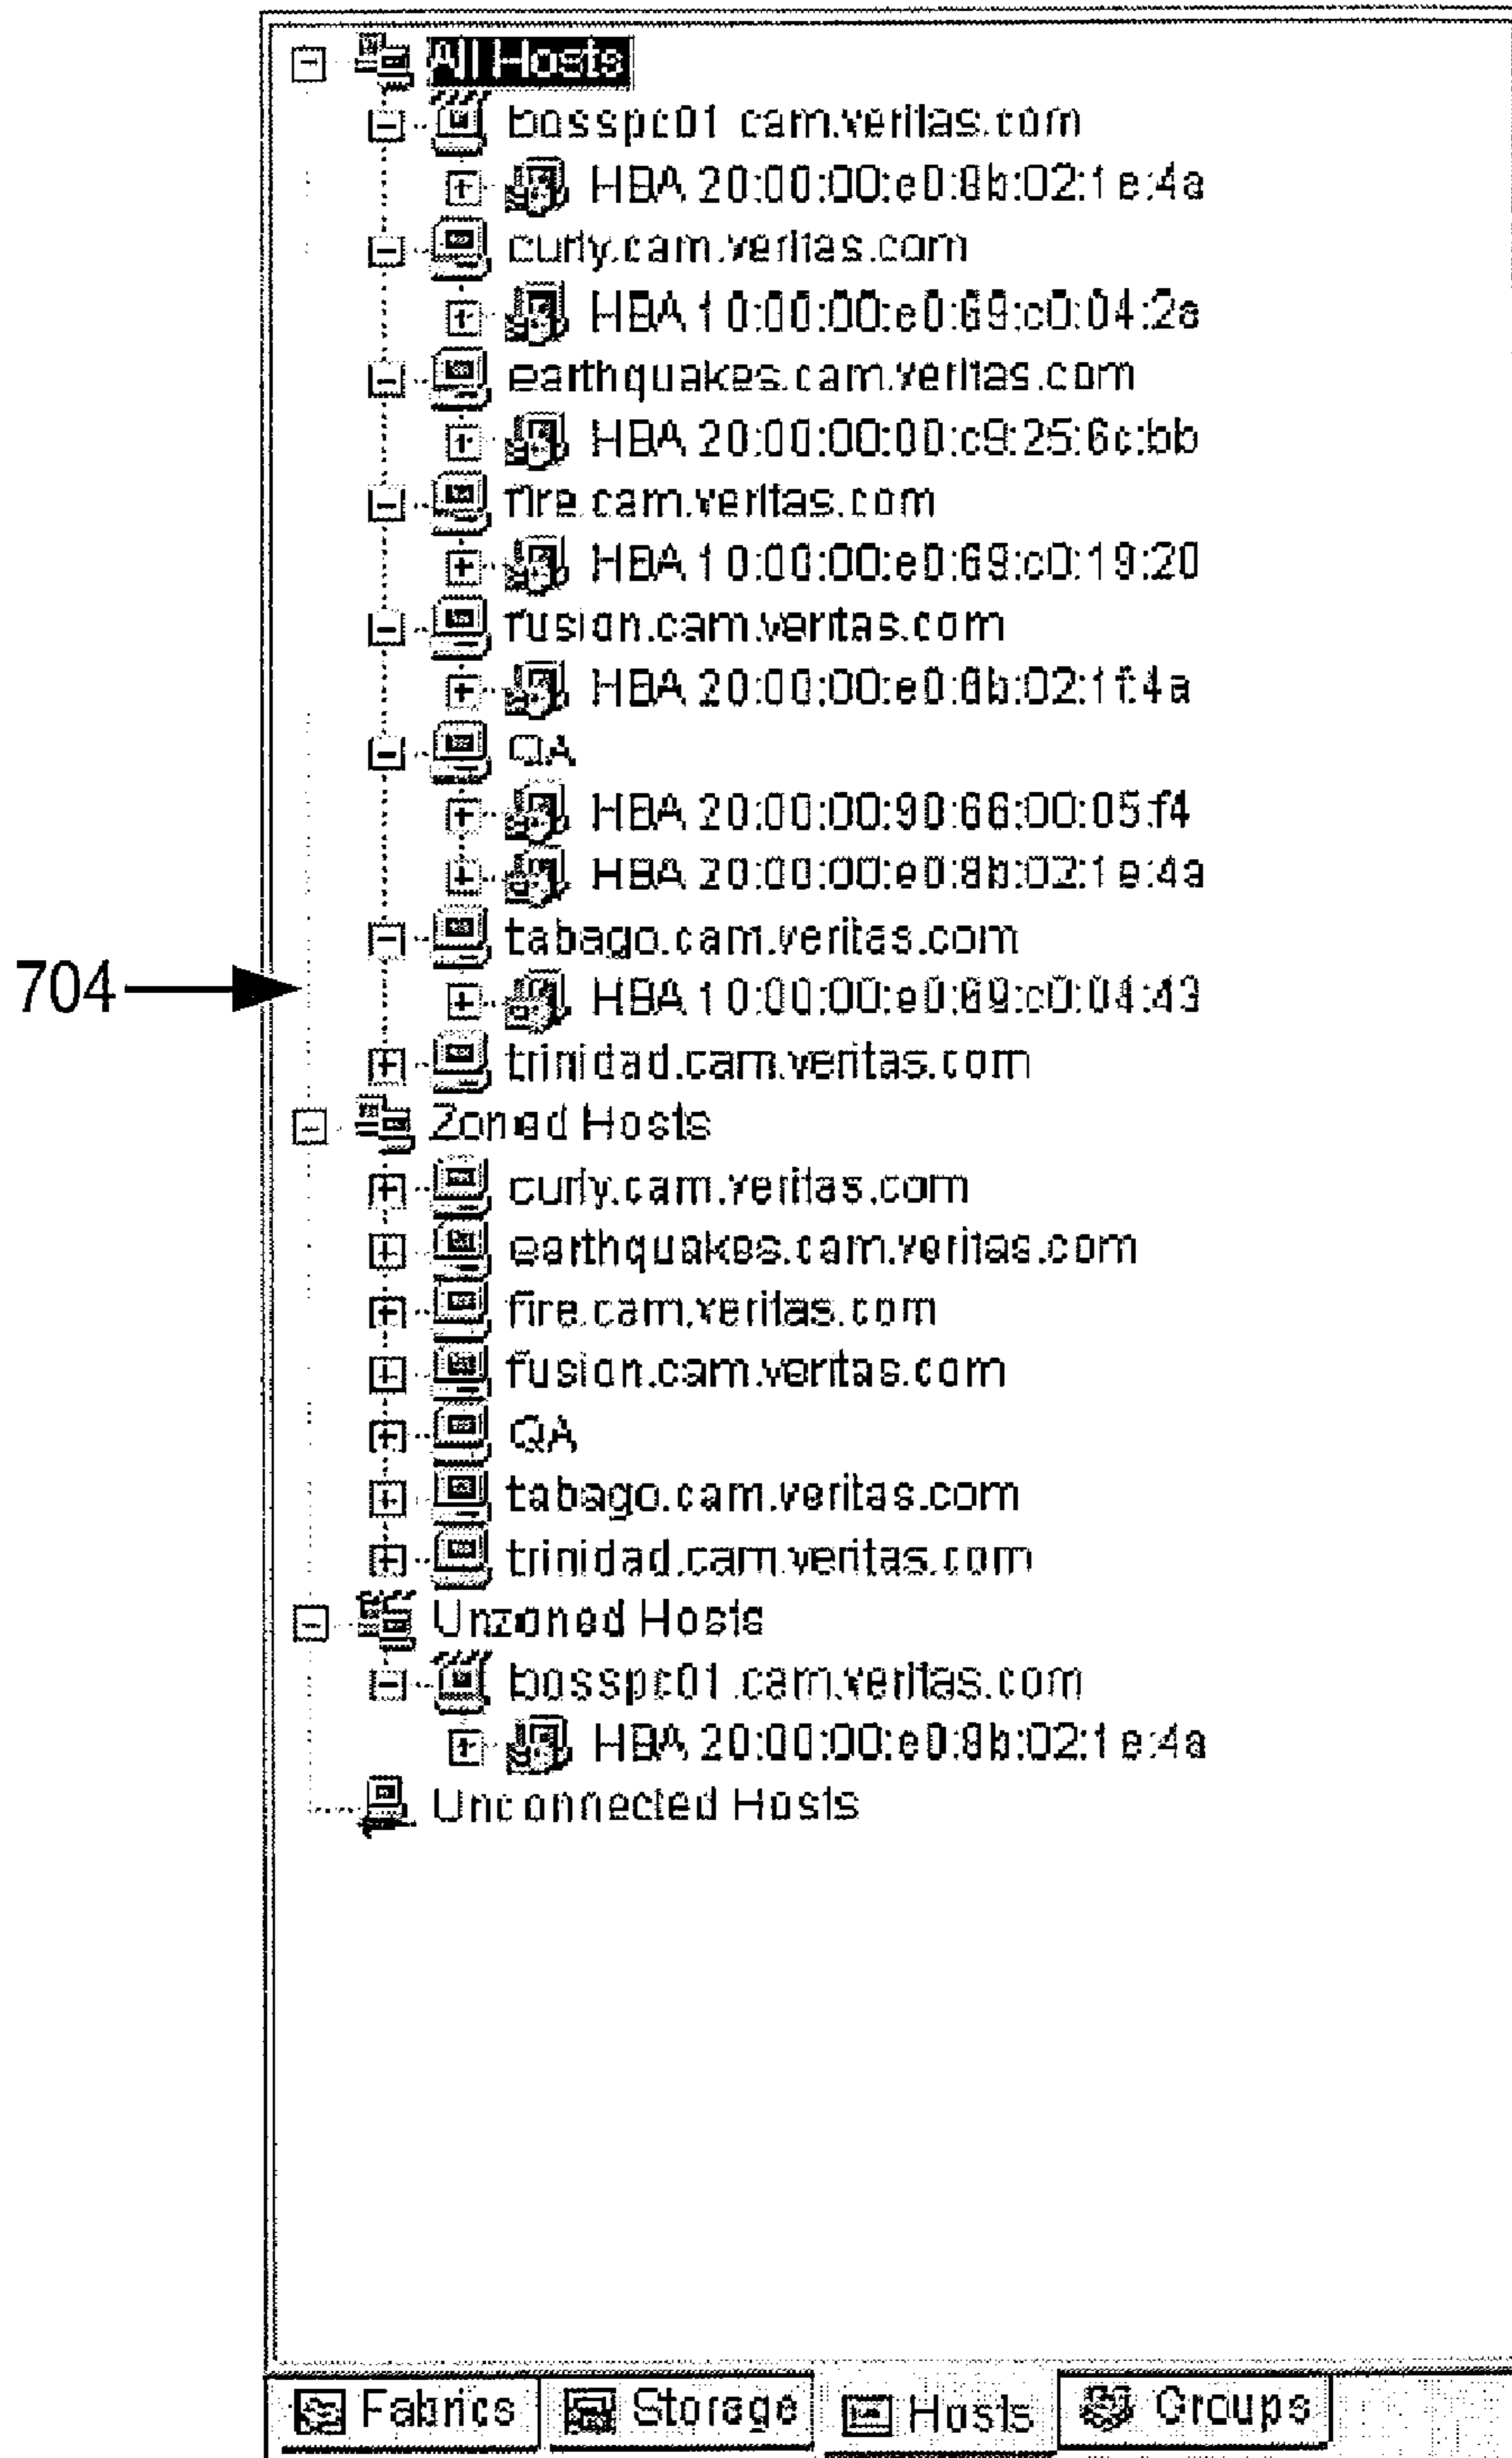 All Hosts
bosspc01.cam.veritas.com
HBA 20:00:00:e0:8b:02:1e:4a
curly.cam.veritas.com
HBA 10:00:00:e0:69:c0:04:2a
earthquakes.cam.veritas.com
HBA 20:00:00:00:c9:25:6c:bb
fire.cam.veritas.com
HBA 10:00:00:e0:69:c0:19:20
fusion.cam.veritas.com
HBA 20:00:00:e0:8b:02:1f:4a
QA
HBA 20:00:00:90:66:00:05:f4
HBA 20:00:00:e0:8b:02:1e:4a
tabago.cam.veritas.com
704
HBA 10:00:00:e0:69:c0:04:43
trinidad.cam.veritas.com
Zoned Hosts
curly.cam.veritas.com
earthquakes.cam.veritas.com
fire.cam.veritas.com
fusion.cam.veritas.com
QA
tabago.cam.veritas.com
trinidad.cam.veritas.com
Unzoned Hosts
bosspc01.cam.veritas.com
HBA 20:00:00:e0:8b:02:1e:4a
Unconnected Hosts
Fabrics Storage Hosts Groups